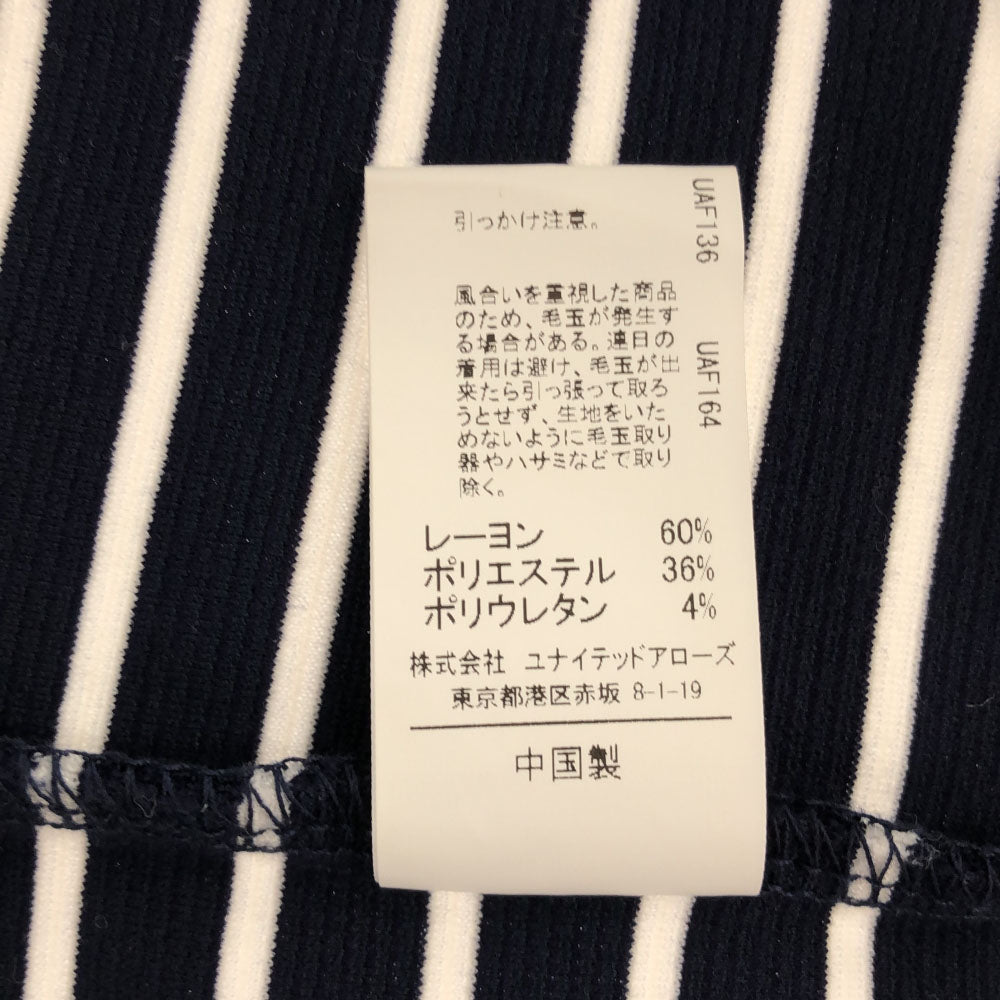 引っかけ注意。
風合いを重視した商品
のため、毛玉が発生す
る場合がある。連日の
着用は避け、毛玉が出
来たら引っ張って取ろ
うとせず、生地をいた
めないように毛玉取り
器やハサミなどで取り
除く。
レーヨン 60%
ポリエステル 36%
ポリウレタン 4%
株式会社 ユナイテッドアローズ
東京都港区赤坂 8-1-19
中国製
UAF136 UAF164